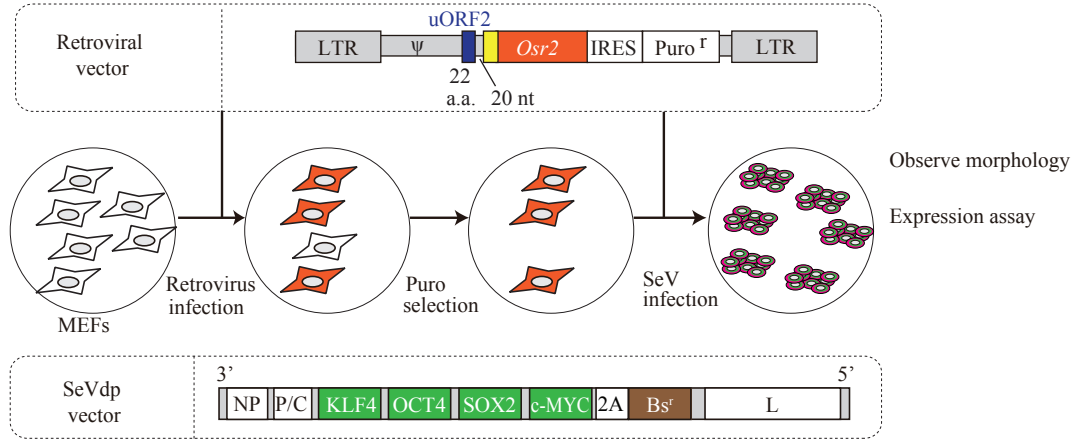 uORF2
Retroviral
vector
LTR
Ψ
Osr2
IRES
Puro r
LTR
22
a.a.
20 nt
Observe morphology
Expression assay
Retrovirus
infection
Puro
selection
SeV
infection
MEFs
SeVdp
vector
3’
5’
NP
P/C
KLF4
OCT4
SOX2
c-MYC
2A
Bsʳ
L